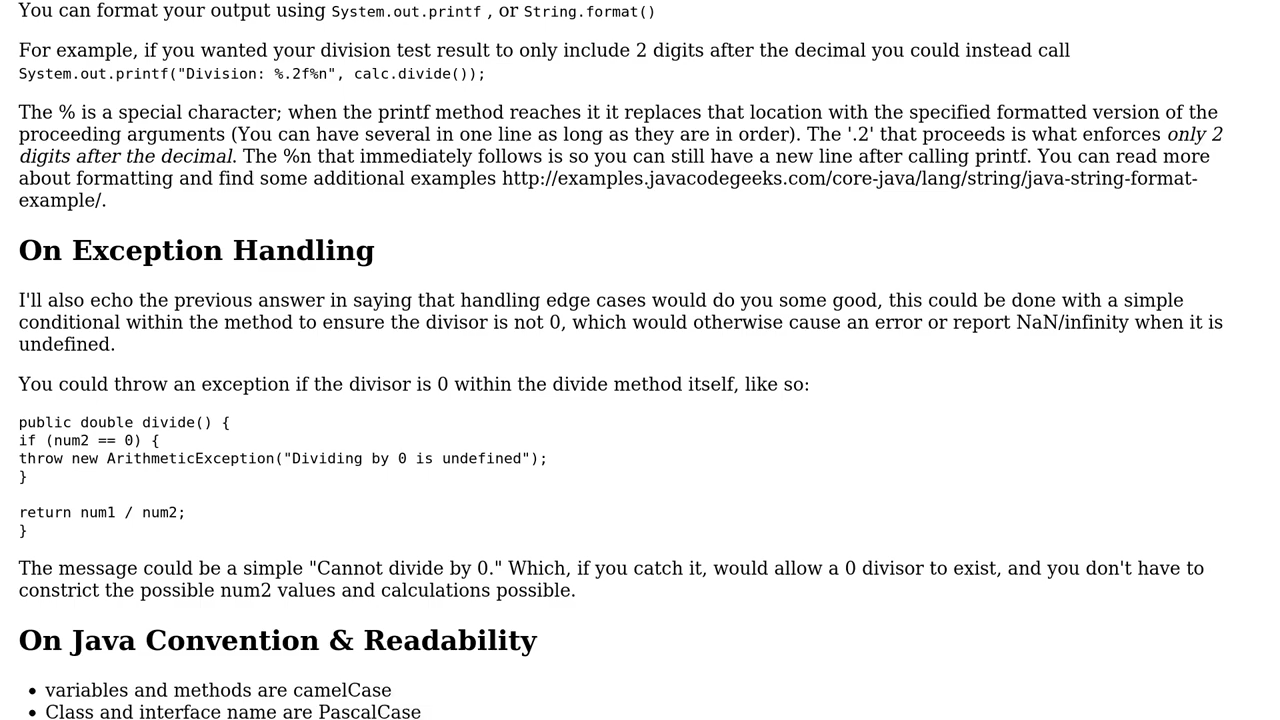 You can format your output using System.out.printf , or String.format()
For example, if you wanted your division test result to only include 2 digits after the decimal you could instead call
System.out.printf("Division: %.2f%n", calc.divide());
The % is a special character; when the printf method reaches it it replaces that location with the specified formatted version of the
proceeding arguments (You can have several in one line as long as they are in order). The '.2' that proceeds is what enforces only 2
digits after the decimal. The %n that immediately follows is so you can still have a new line after calling printf. You can read more
about formatting and find some additional examples http://examples.javacodegeeks.com/core-java/lang/string/java-string-format-
example/.
On Exception Handling
I'll also echo the previous answer in saying that handling edge cases would do you some good, this could be done with a simple
conditional within the method to ensure the divisor is not 0, which would otherwise cause an error or report NaN/infinity when it is
undefined.
You could throw an exception if the divisor is 0 within the divide method itself, like so:
public double divide() {
if (num2 == 0) {
throw new ArithmeticException("Dividing by 0 is undefined");
}
return num1 / num2;
}
The message could be a simple "Cannot divide by 0." Which, if you catch it, would allow a 0 divisor to exist, and you don't have to
constrict the possible num2 values and calculations possible.
On Java Convention & Readability
• variables and methods are camelCase
• Class and interface name are PascalCase